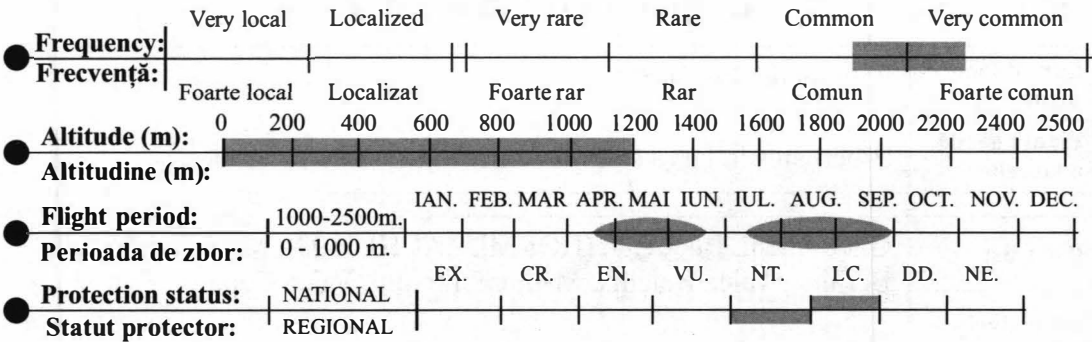 Very local Localized Very rare Rare Common Very common
Frequency:
Frecvență:
Foarte local Localizat Foarte rar Rar Comun Foarte comun
0 200 400 600 800 1000 1200 1400 1600 1800 2000 2200 2400 2500
Altitude (m):
Altitudine (m):
IAN. FEB. MAR APR. MAI IUN. IUL. AUG. SEP. OCT. NOV. DEC.
Flight period: 1000-2500m.
Perioada de zbor: 0 - 1000 m.
EX. CR. EN. VU. NT. LC. DD. NE.
Protection status: NATIONAL
Statut protector: REGIONAL